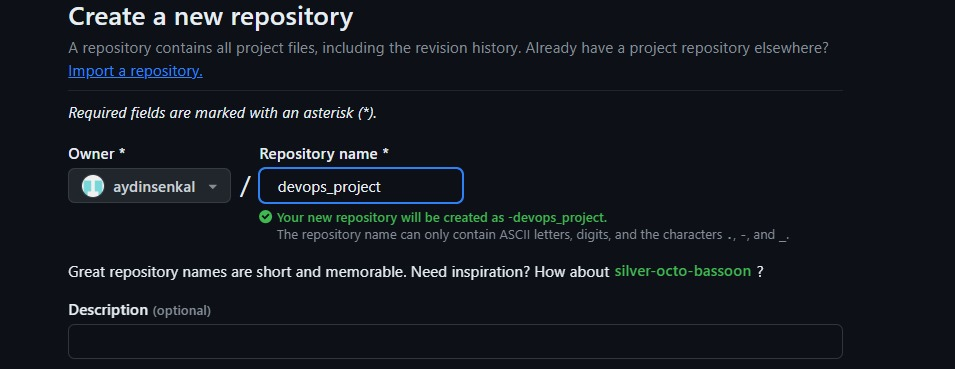 Create a new repository
A repository contains all project files, including the revision history. Already have a project repository elsewhere?
Import a repository.
Required fields are marked with an asterisk (*).
Owner * Repository name *
aydinsenkal / devops_project
Your new repository will be created as -devops_project.
The repository name can only contain ASCII letters, digits, and the characters ., -, and _.
Great repository names are short and memorable. Need inspiration? How about silver-octo-bassoon ?
Description (optional)